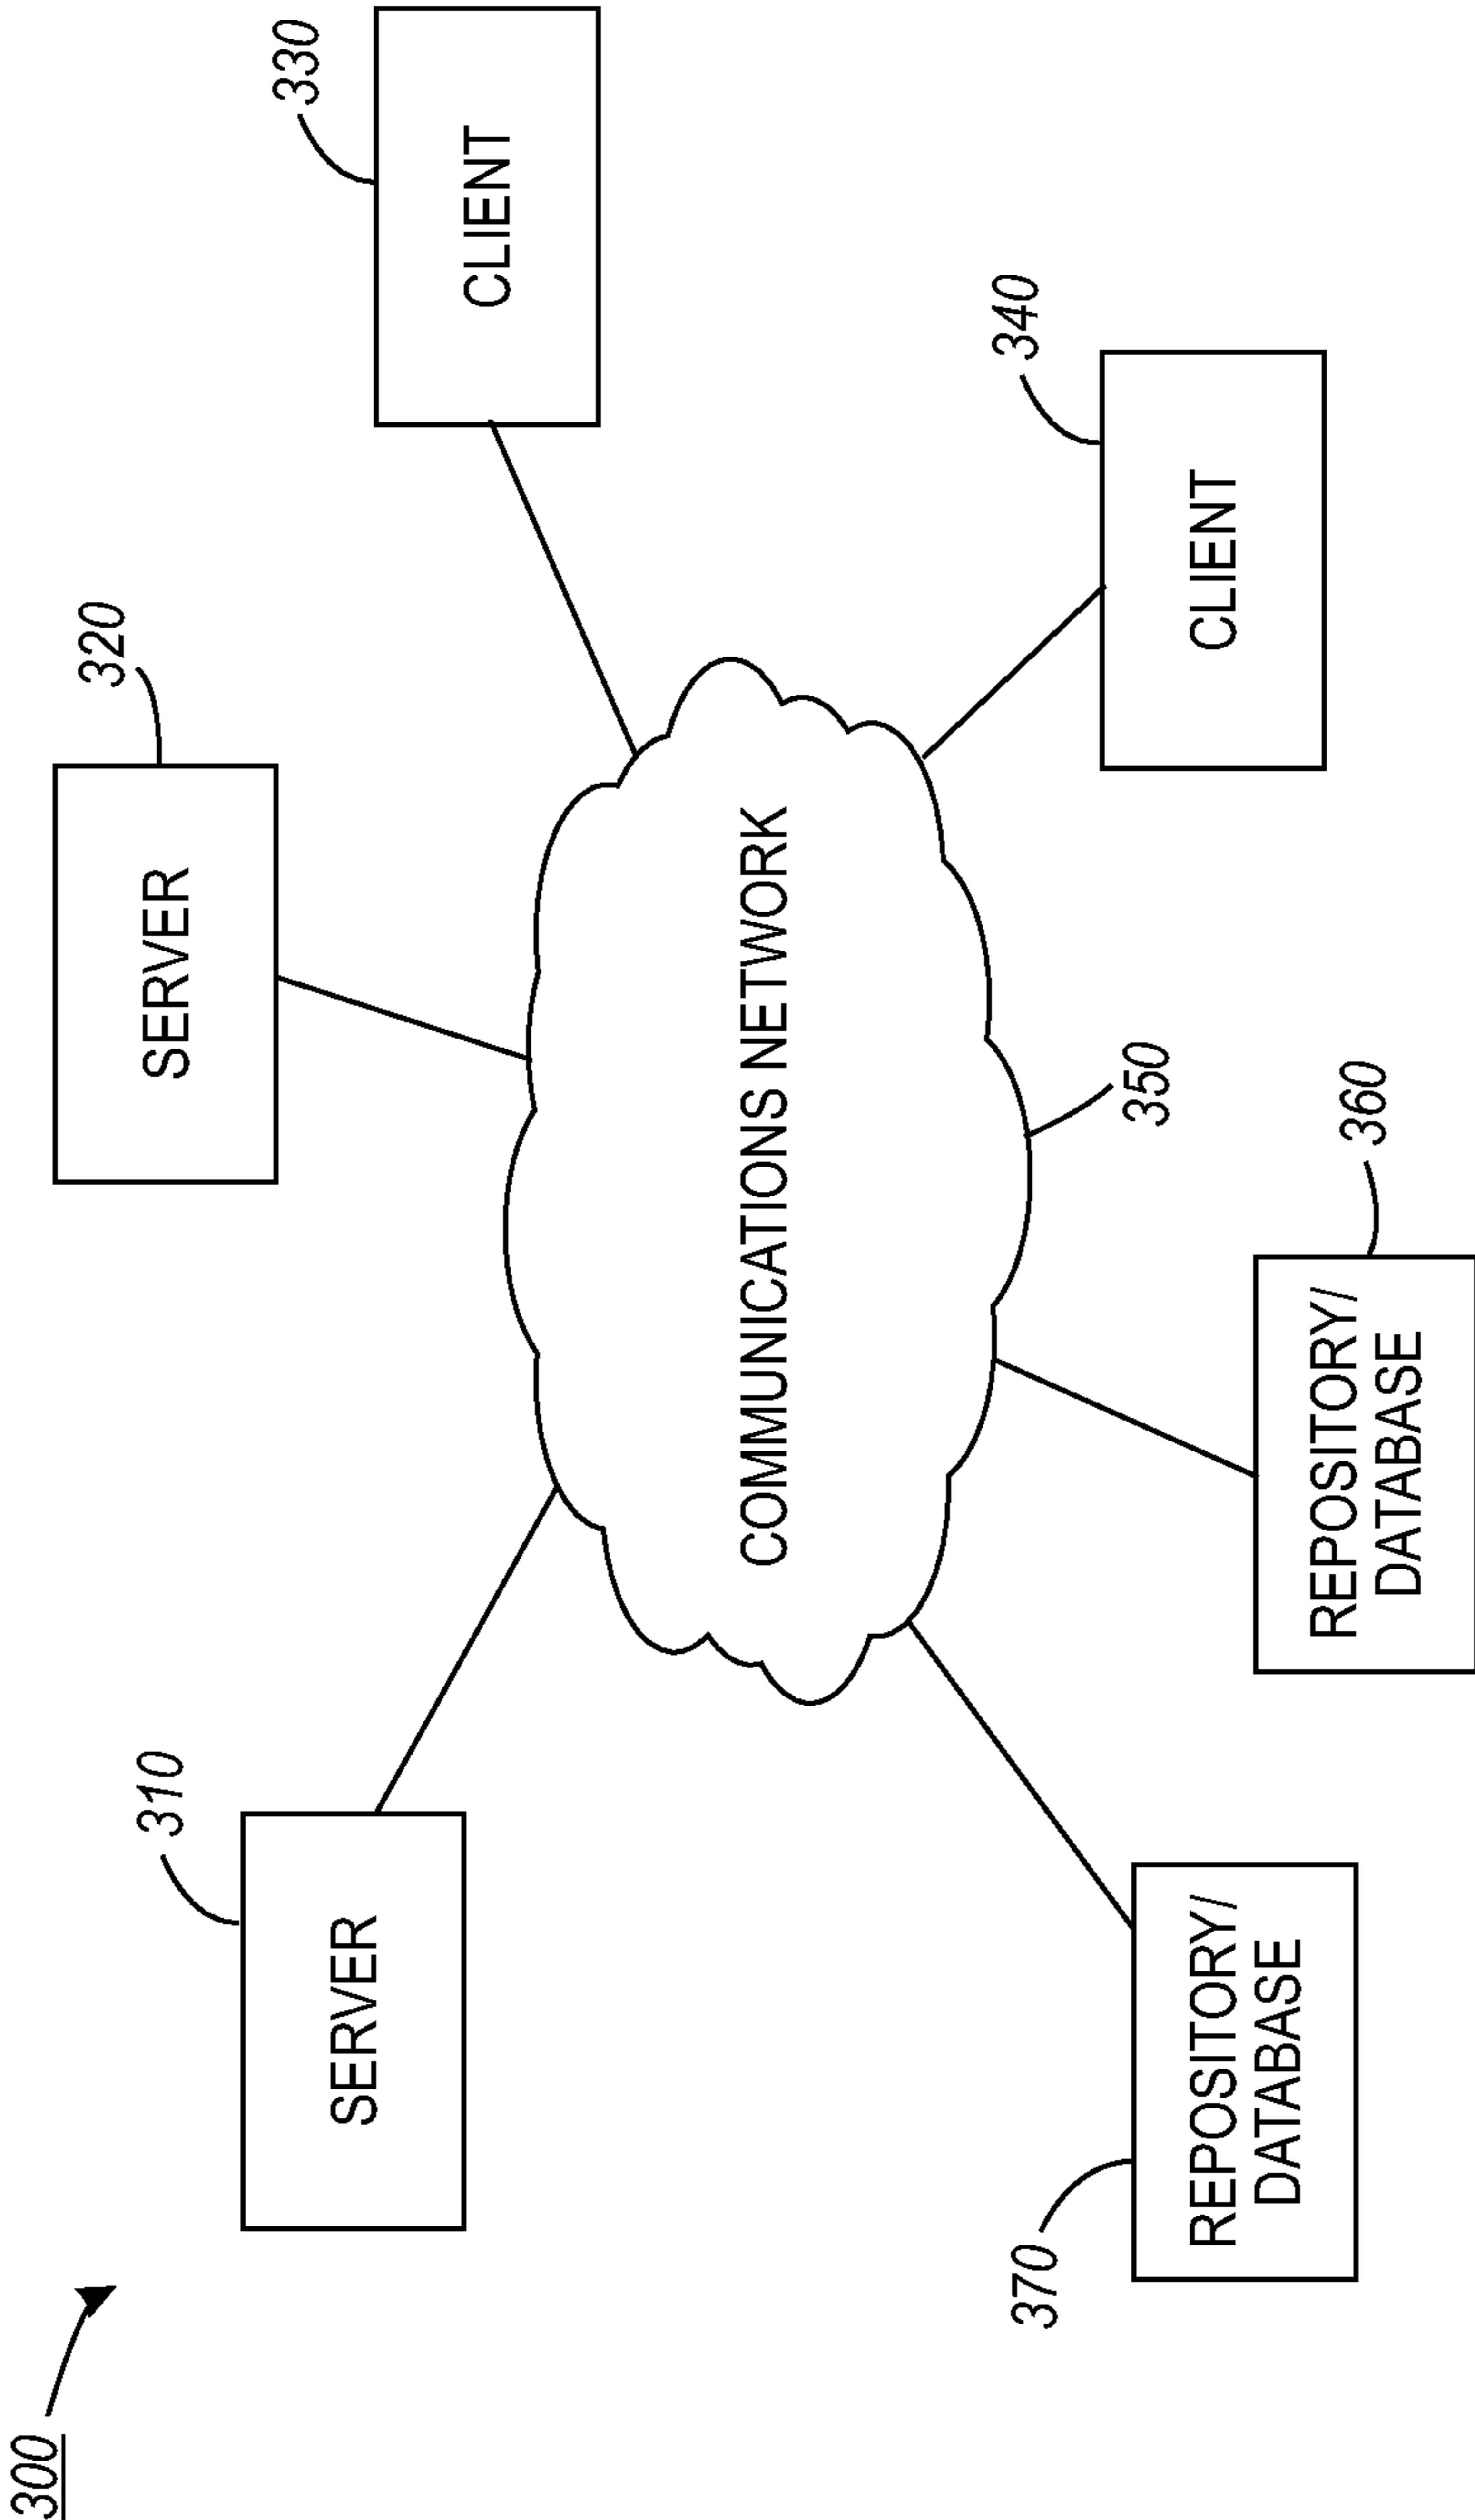 300
310
SERVER
320
SERVER
330
CLIENT
340
CLIENT
COMMUNICATIONS NETWORK
350
360
REPOSITORY/
DATABASE
370
REPOSITORY/
DATABASE